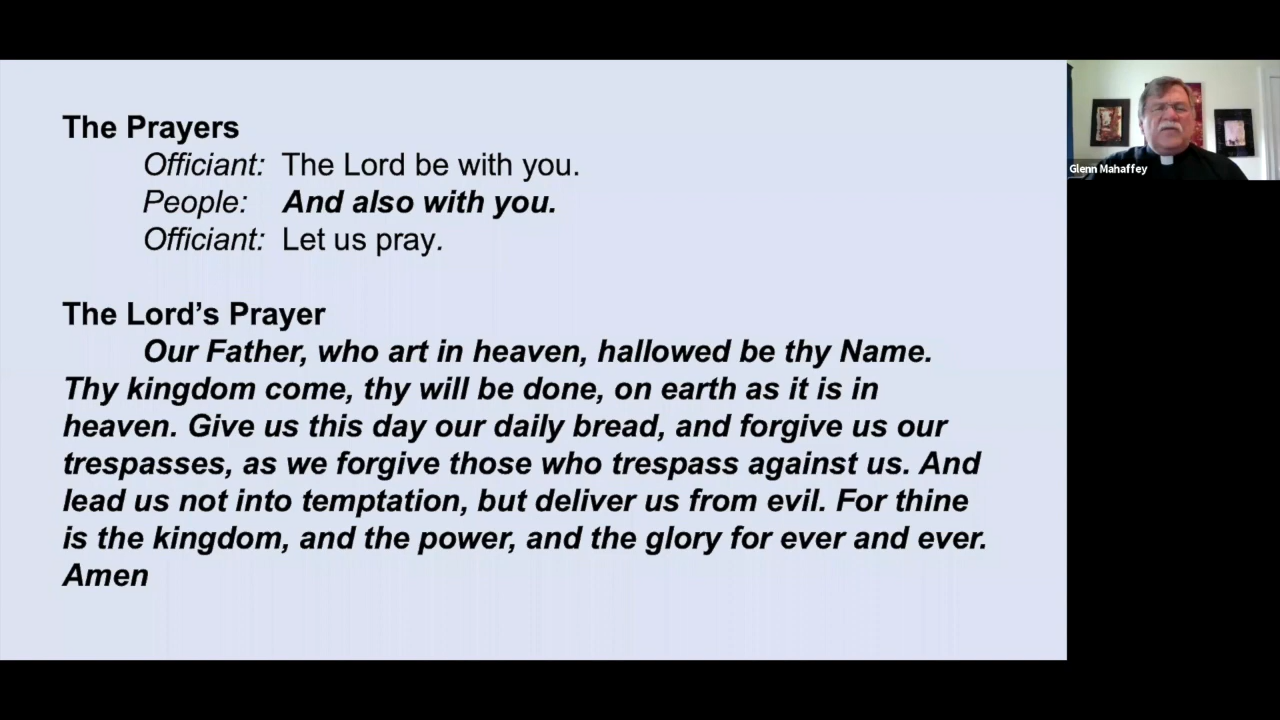 The Prayers
Officiant: The Lord be with you.
People: And also with you.
Officiant: Let us pray.
The Lord’s Prayer
Our Father, who art in heaven, hallowed be thy Name.
Thy kingdom come, thy will be done, on earth as it is in
heaven. Give us this day our daily bread, and forgive us our
trespasses, as we forgive those who trespass against us. And
lead us not into temptation, but deliver us from evil. For thine
is the kingdom, and the power, and the glory for ever and ever.
Amen
Glenn Mahaffey